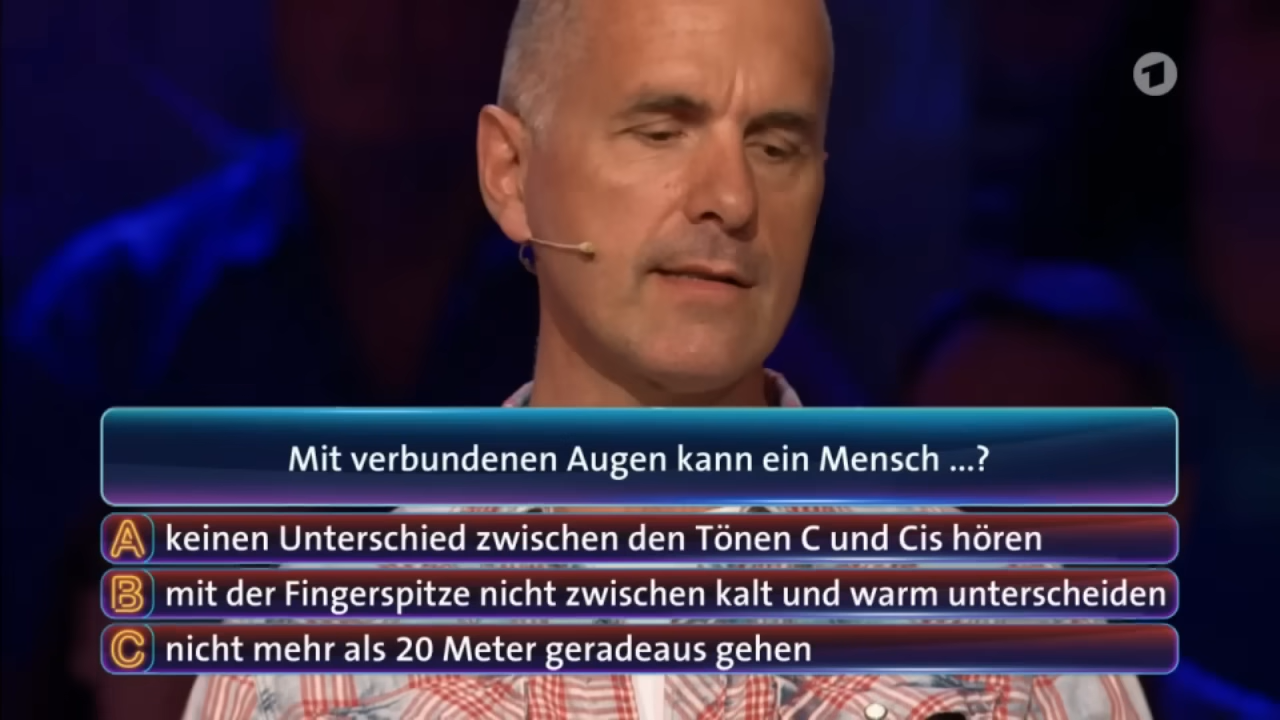 Mit verbundenen Augen kann ein Mensch ...?
A keinen Unterschied zwischen den Tönen C und Cis hören
B mit der Fingerspitze nicht zwischen kalt und warm unterscheiden
C nicht mehr als 20 Meter geradeaus gehen
1